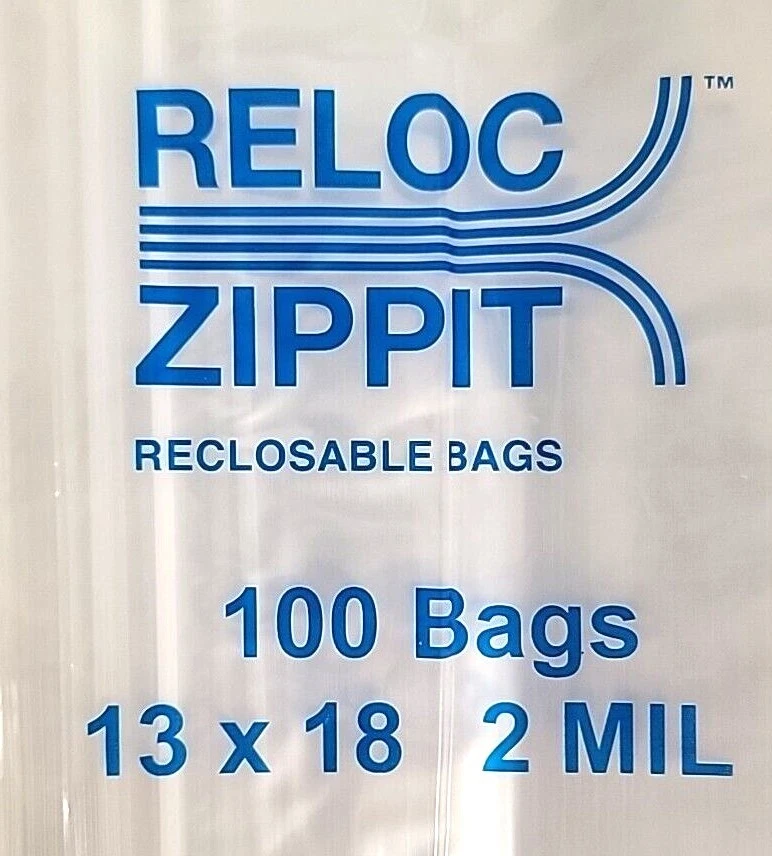 RELOC ™
ZIPPIT
RECLOSABLE BAGS
100 Bags
13 x 18 2 MIL